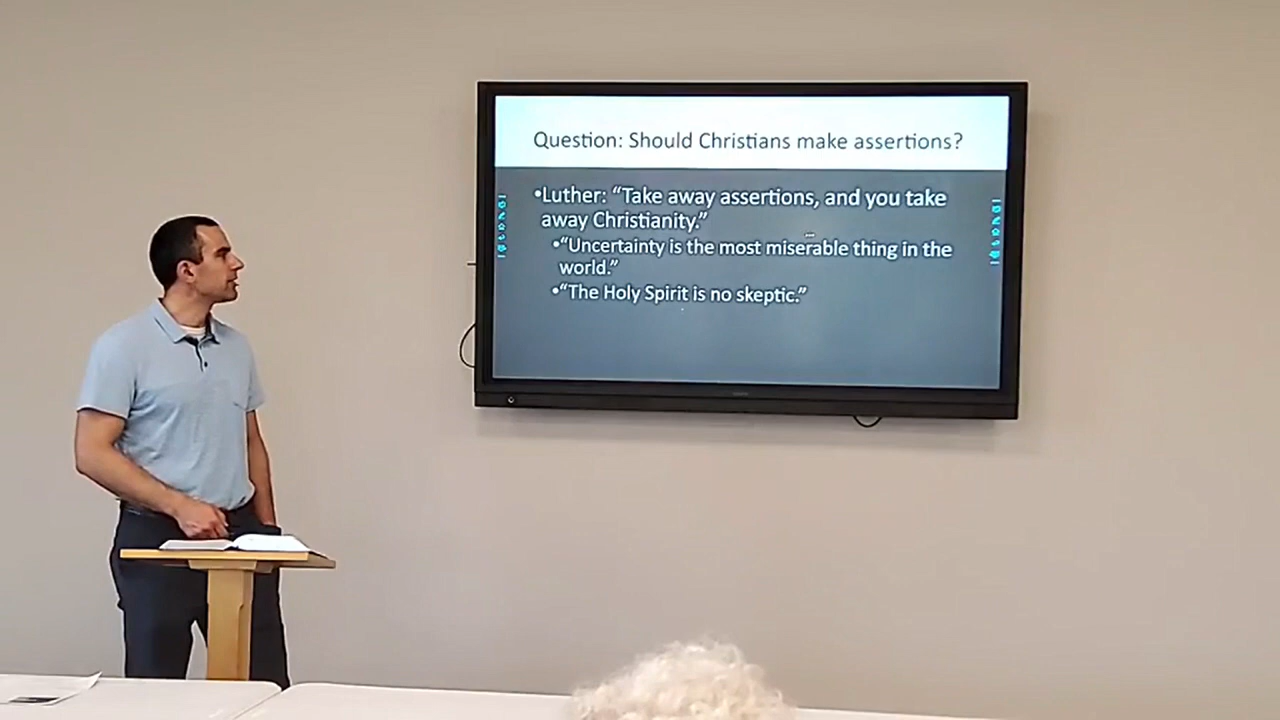 Question: Should Christians make assertions?
•Luther: “Take away assertions, and you take
away Christianity.”
•“Uncertainty is the most miserable thing in the
world.”
•“The Holy Spirit is no skeptic.”